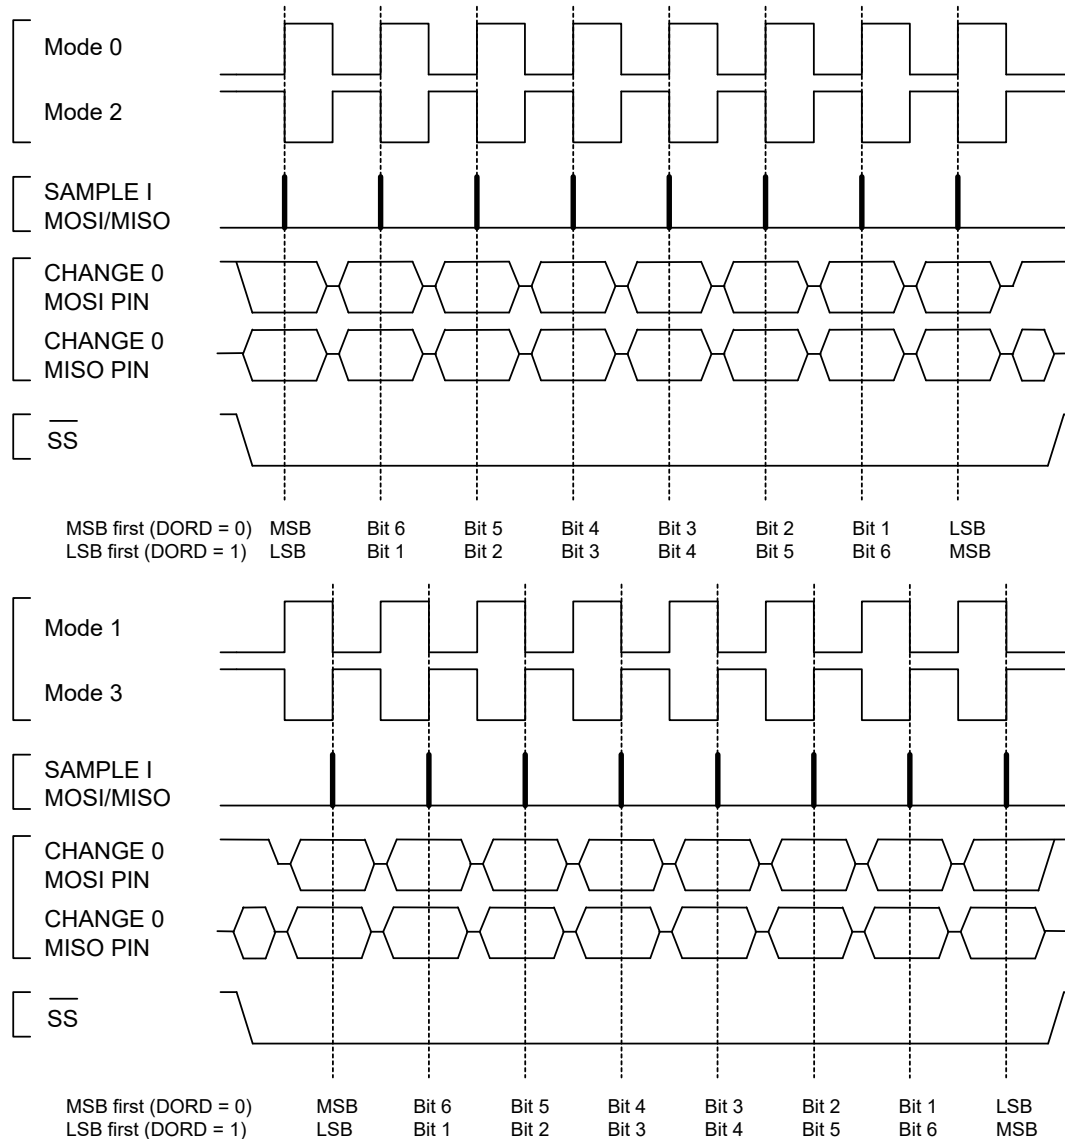 Mode 0
Mode 2
SAMPLE I
MOSI/MISO
CHANGE 0
MOSI PIN
CHANGE 0
MISO PIN
SS
MSB first (DORD = 0) MSB Bit 6 Bit 5 Bit 4 Bit 3 Bit 2 Bit 1 LSB
LSB first (DORD = 1) LSB Bit 1 Bit 2 Bit 3 Bit 4 Bit 5 Bit 6 MSB
Mode 1
Mode 3
SAMPLE I
MOSI/MISO
CHANGE 0
MOSI PIN
CHANGE 0
MISO PIN
SS
MSB first (DORD = 0) MSB Bit 6 Bit 5 Bit 4 Bit 3 Bit 2 Bit 1 LSB
LSB first (DORD = 1) LSB Bit 1 Bit 2 Bit 3 Bit 4 Bit 5 Bit 6 MSB